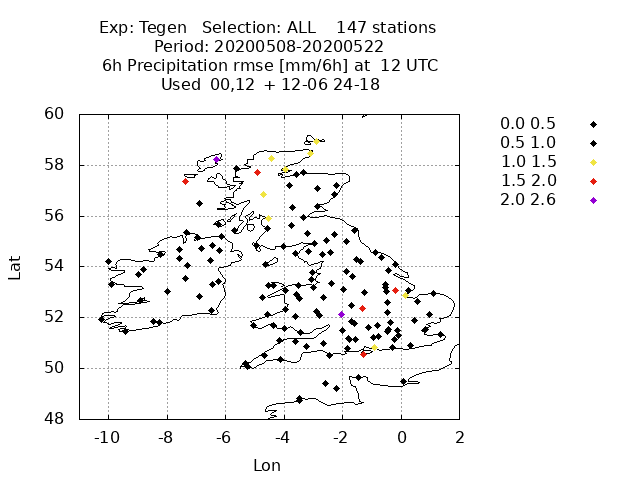 Exp: Tegen   Selection: ALL    147 stations
Period: 20200508-20200522
6h Precipitation rmse [mm/6h] at  12 UTC
Used  00,12  + 12-06 24-18
0.0 0.5
0.5 1.0
1.0 1.5
1.5 2.0
2.0 2.6
60
58
56
54
52
50
48
Lat
-10 -8 -6 -4 -2 0 2
Lon